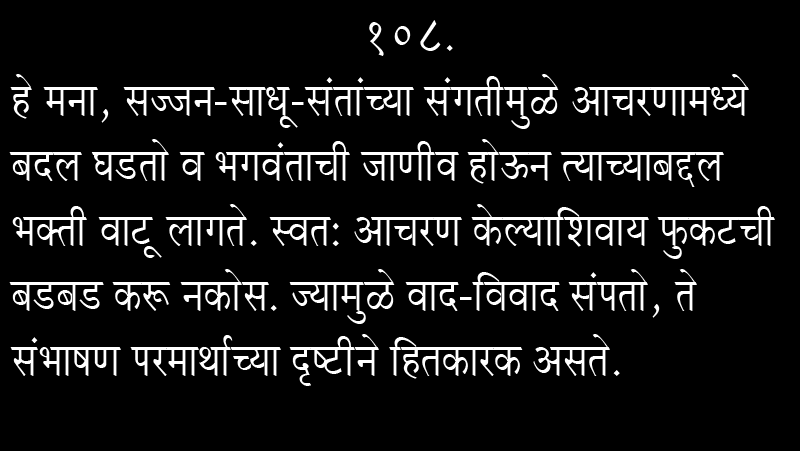 १०८.
हे मना, सज्जन-साधू-संतांच्या संगतीमुळे आचरणामध्ये
बदल घडतो व भगवंताची जाणीव होऊन त्याच्याबद्दल
भक्ती वाटू लागते. स्वतः आचरण केल्याशिवाय फुकटची
बडबड करू नकोस. ज्यामुळे वाद-विवाद संपतो, ते
संभाषण परमार्थाच्या दृष्टीने हितकारक असते.